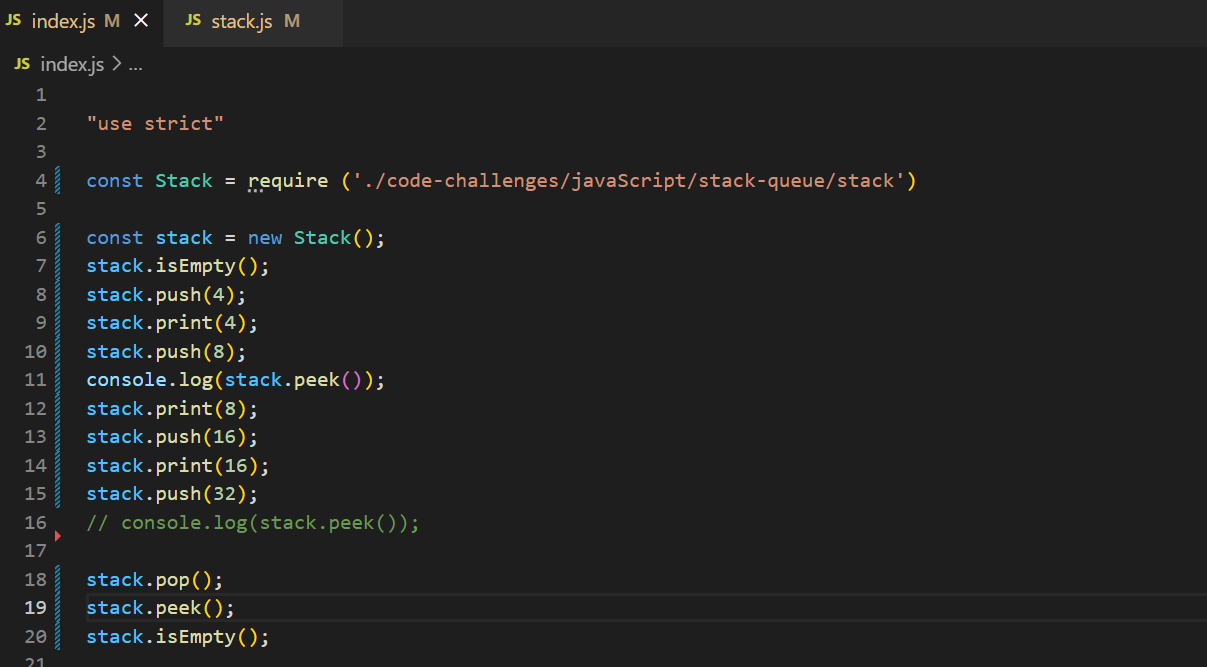 JS index.js M ✕ JS stack.js M
JS index.js > ...
1
2 "use strict"
3
4 const Stack = require ('./code-challenges/javaScript/stack-queue/stack')
5
6 const stack = new Stack();
7 stack.isEmpty();
8 stack.push(4);
9 stack.print(4);
10 stack.push(8);
11 console.log(stack.peek());
12 stack.print(8);
13 stack.push(16);
14 stack.print(16);
15 stack.push(32);
16 // console.log(stack.peek());
17
18 stack.pop();
19 stack.peek();
20 stack.isEmpty();
21